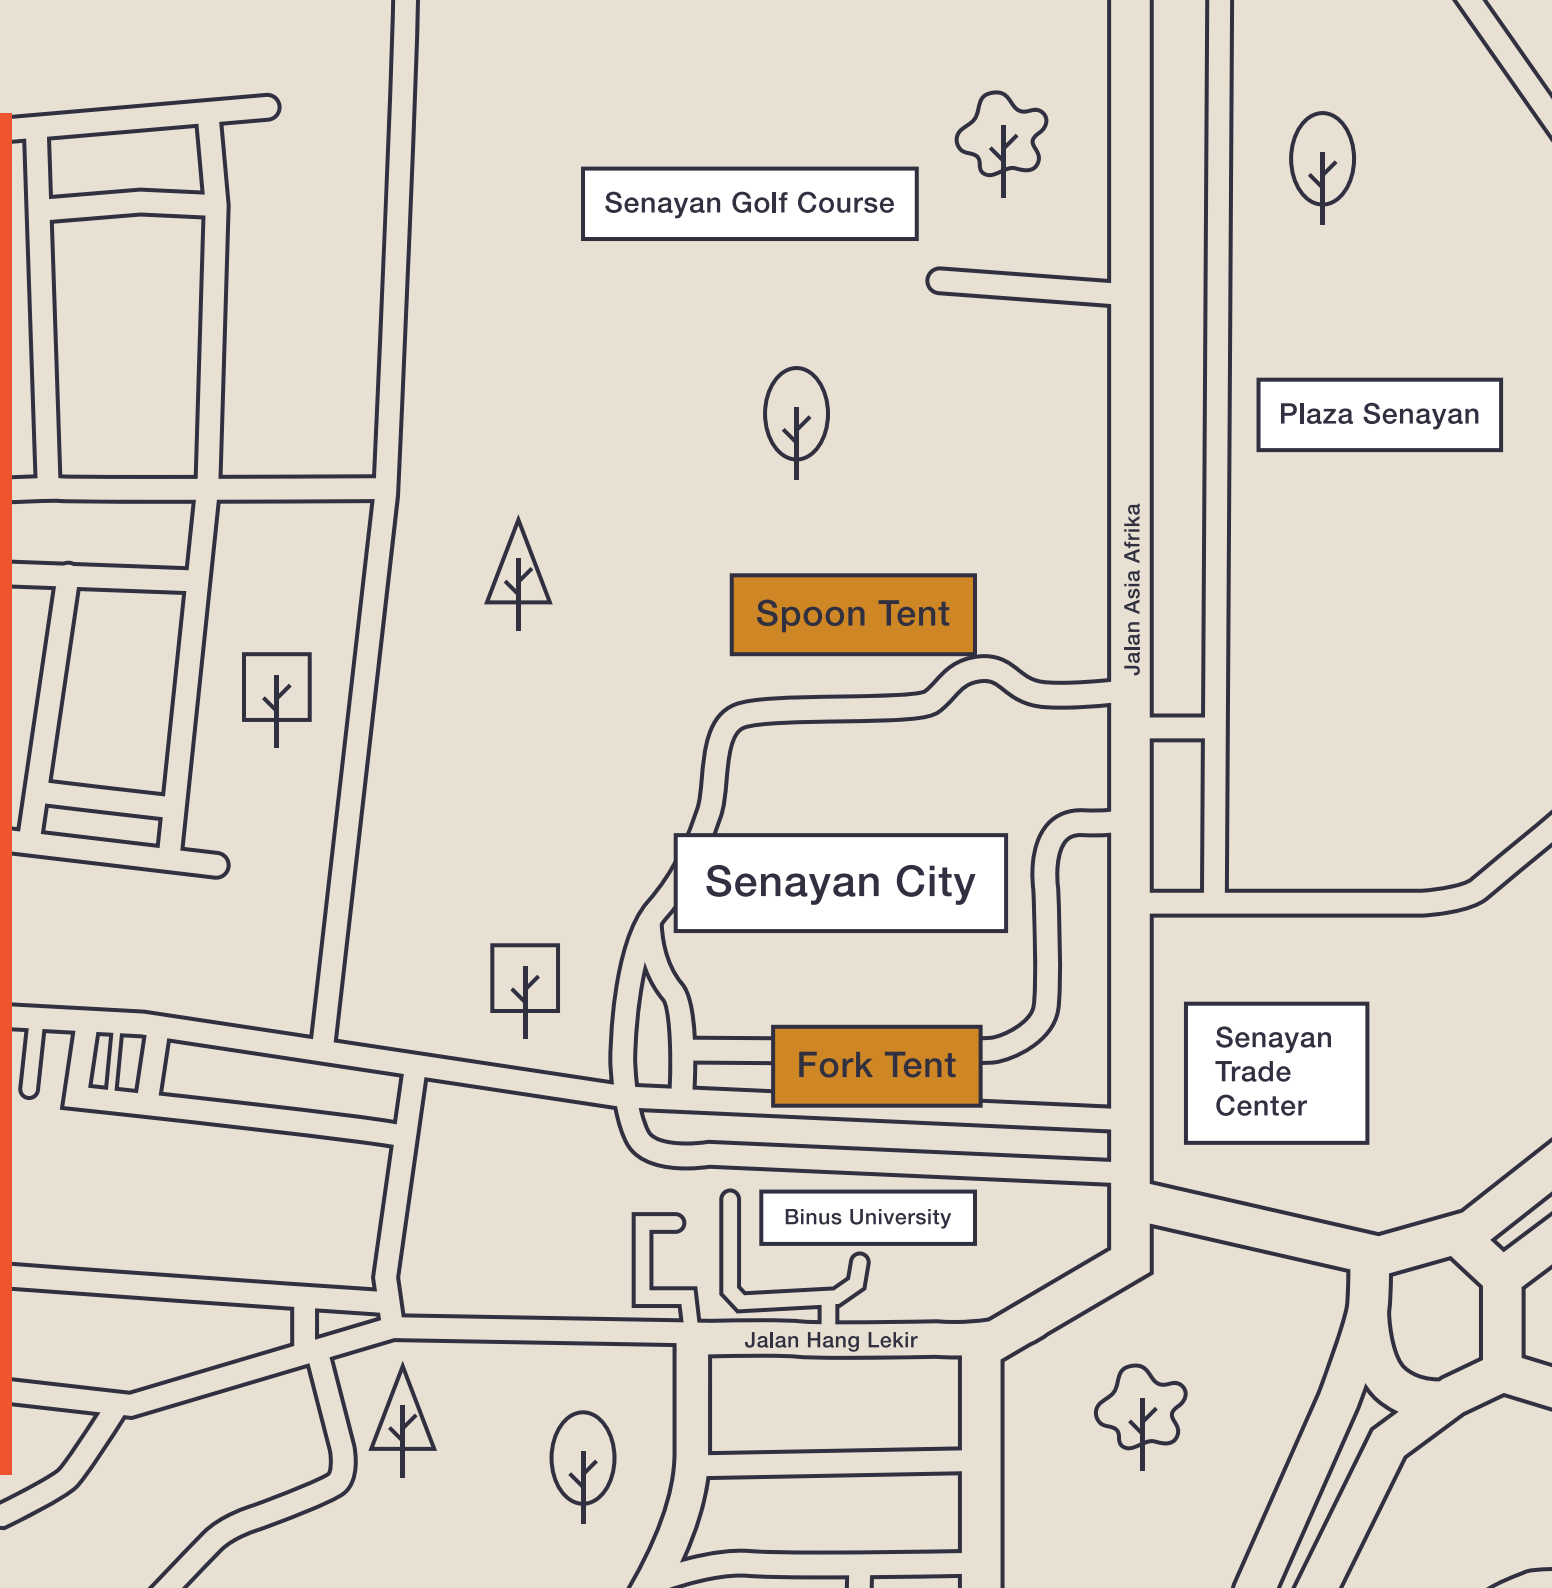 Senayan Golf Course
Plaza Senayan
Jalan Asia Afrika
Spoon Tent
Senayan City
Fork Tent
Senayan
Trade
Center
Binus University
Jalan Hang Lekir